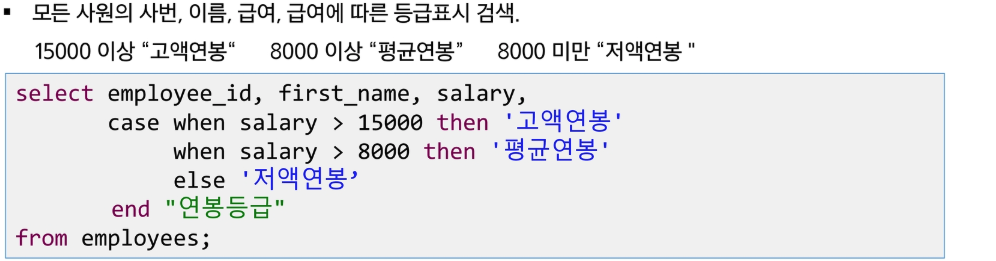 ▪ 모든 사원의 사번, 이름, 급여, 급여에 따른 등급표시 검색.
15000 이상 “고액연봉“ 8000 이상 “평균연봉” 8000 미만 “저액연봉 "
select employee_id, first_name, salary,
case when salary > 15000 then '고액연봉'
when salary > 8000 then '평균연봉'
else '저액연봉’
end "연봉등급"
from employees;